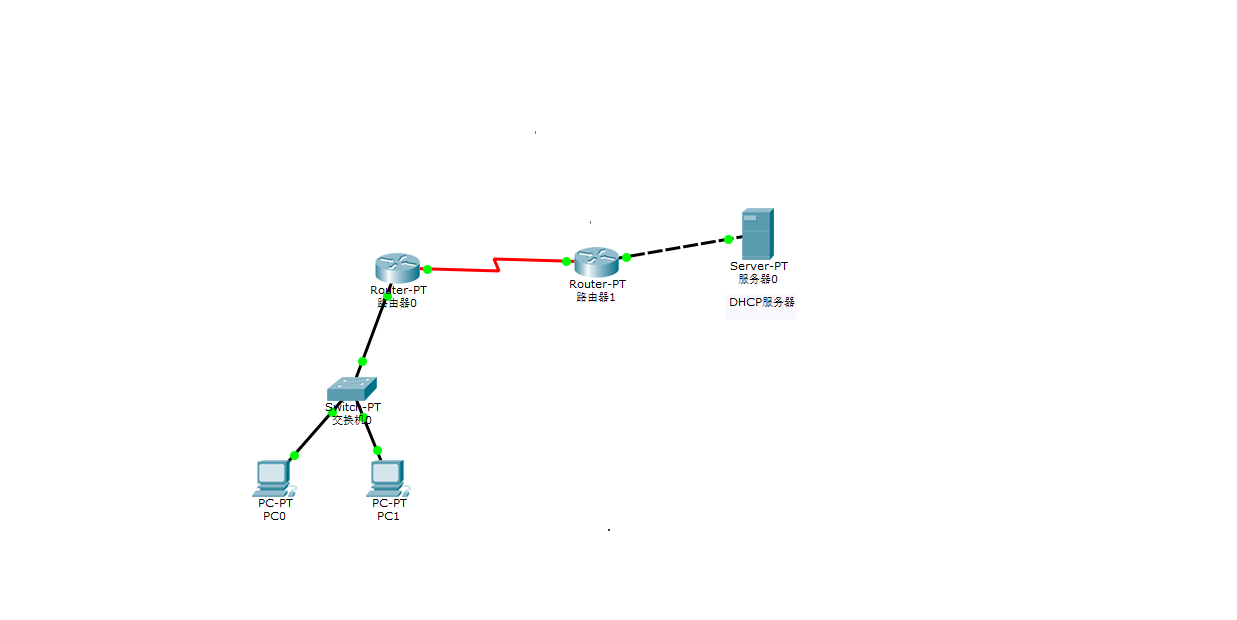 Server-PT
服务器0
DHCP服务器
Router-PT
路由器1
Router-PT
路由器0
Switch-PT
交换机0
PC-PT
PC0
PC-PT
PC1